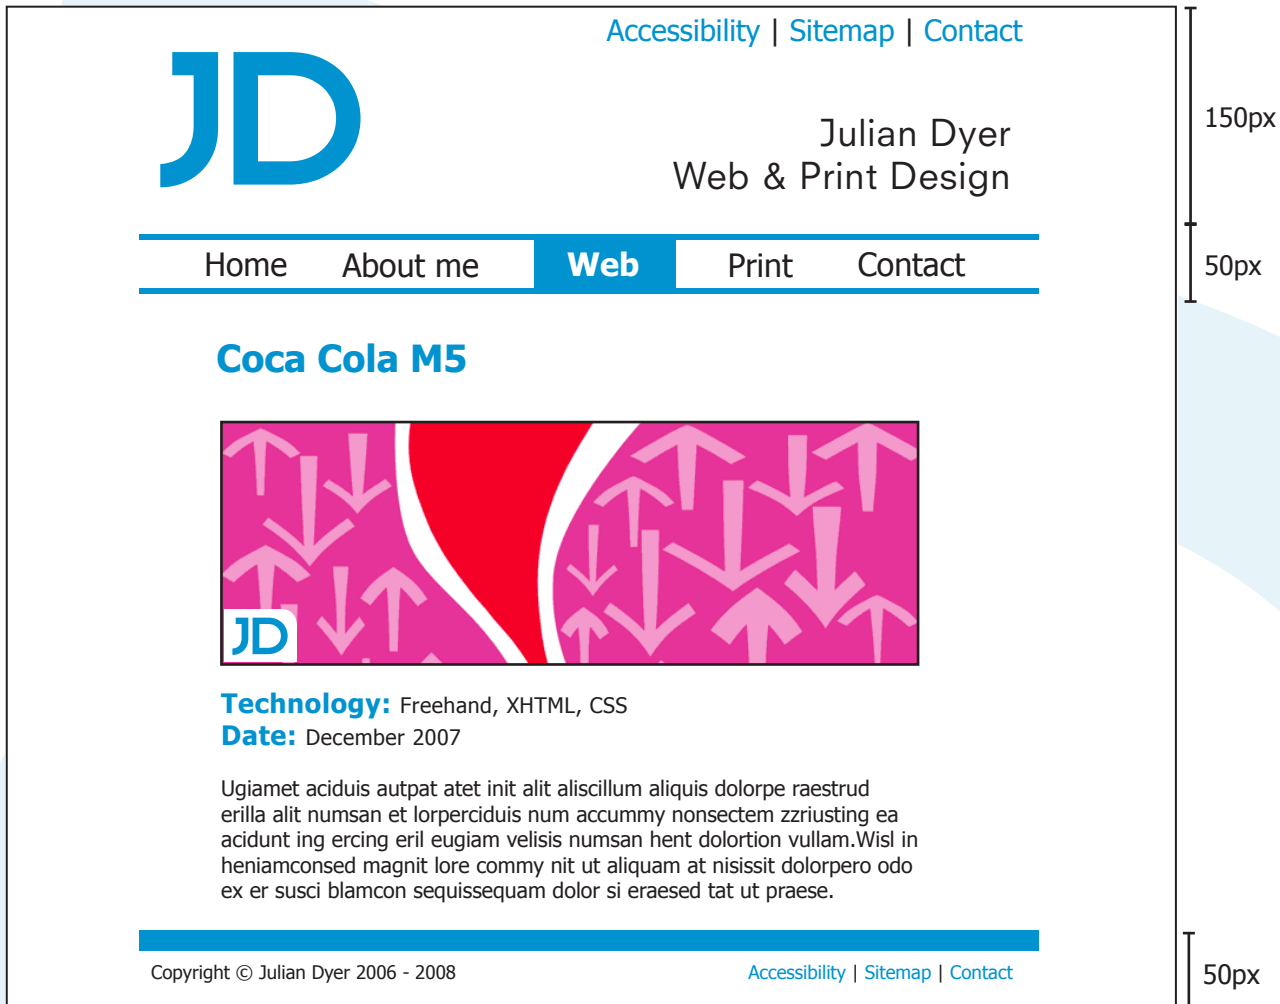 Accessibility | Sitemap | Contact
150px
JD
Julian Dyer
Web & Print Design
Home About me Web Print Contact
50px
Coca Cola M5
JD
Technology: Freehand, XHTML, CSS
Date: December 2007
Ugiamet aciduis autpat atet init alit aliscillum aliquis dolorpe raestrud
erilla alit numsan et lorperciduis num accummy nonsectem zzriusting ea
acidunt ing ercing eril eugiam velisis numsan hent dolortion vullam.Wisl in
heniamconsed magnit lore commy nit ut aliquam at nisissit dolorpero odo
ex er susci blamcon sequissequam dolor si eraesed tat ut praese.
Copyright © Julian Dyer 2006 - 2008 Accessibility | Sitemap | Contact
50px